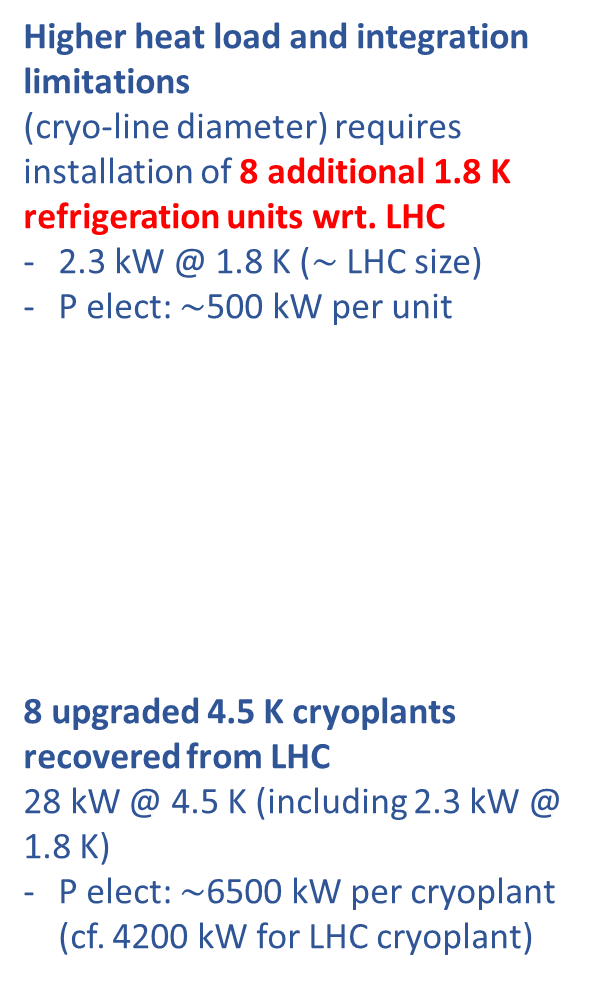 Higher heat load and integration
limitations
(cryo-line diameter) requires
installation of 8 additional 1.8 K
refrigeration units wrt. LHC
- 2.3 kW @ 1.8 K (~ LHC size)
- P elect: ~500 kW per unit
8 upgraded 4.5 K cryoplants
recovered from LHC
28 kW @ 4.5 K (including 2.3 kW @
1.8 K)
- P elect: ~6500 kW per cryoplant
(cf. 4200 kW for LHC cryoplant)